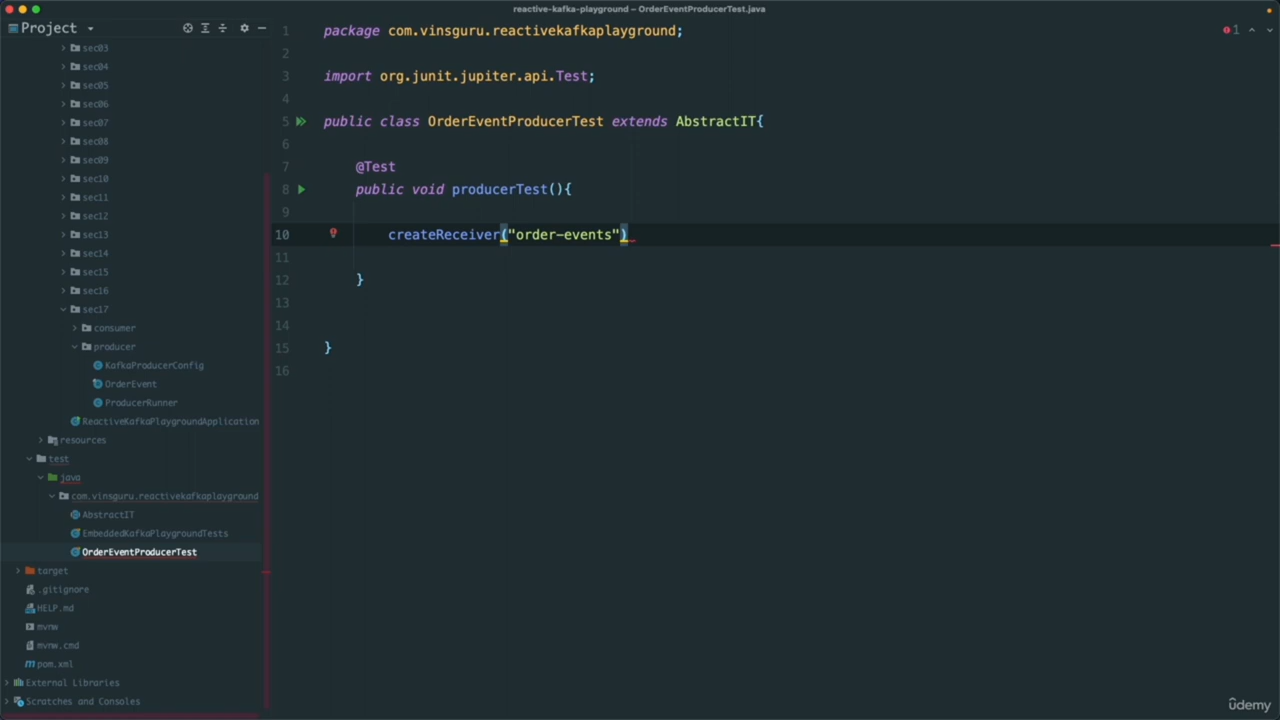 reactive-kafka-playground – OrderEventProducerTest.java
Project
sec03
sec04
sec05
sec06
sec07
sec08
sec09
sec10
sec11
sec12
sec13
sec14
sec15
sec16
sec17
consumer
producer
KafkaProducerConfig
OrderEvent
ProducerRunner
ReactiveKafkaPlaygroundApplication
resources
test
java
com.vinsguru.reactivekafkaplayground
AbstractIT
EmbeddedKafkaPlaygroundTests
OrderEventProducerTest
target
.gitignore
HELP.md
mvnw
mvnw.cmd
pom.xml
External Libraries
Scratches and Consoles
1 package com.vinsguru.reactivekafkaplayground;
2
3 import org.junit.jupiter.api.Test;
4
5 public class OrderEventProducerTest extends AbstractIT{
6
7 @Test
8 public void producerTest(){
9
10 createReceiver("order-events")
11
12 }
13
14
15 }
16
1
ûdemy